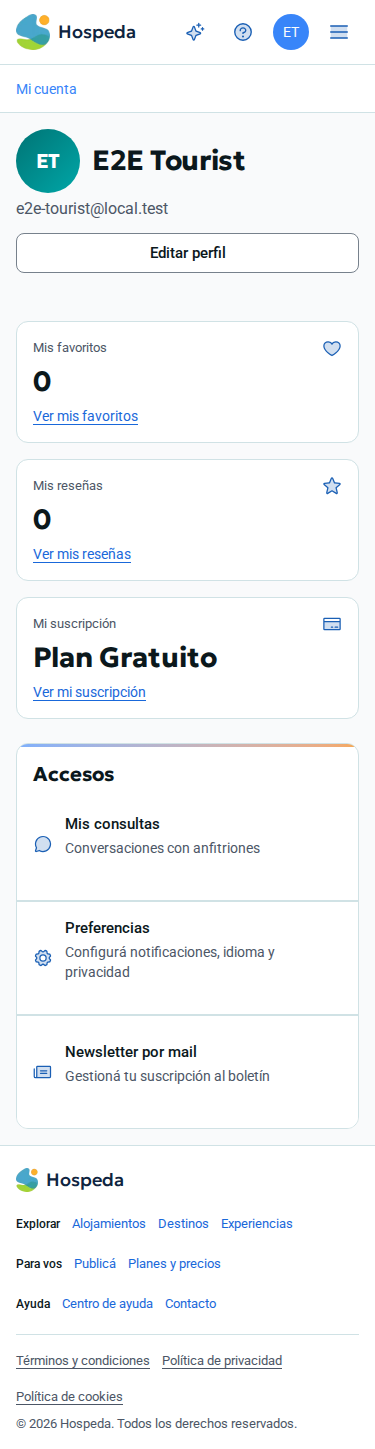 Hospeda
ET
Mi cuenta
ET
E2E Tourist
e2e-tourist@local.test
Editar perfil
Mis favoritos
0
Ver mis favoritos
Mis reseñas
0
Ver mis reseñas
Mi suscripción
Plan Gratuito
Ver mi suscripción
Accesos
Mis consultas
Conversaciones con anfitriones
Preferencias
Configurá notificaciones, idioma y
privacidad
Newsletter por mail
Gestioná tu suscripción al boletín
Hospeda
Explorar Alojamientos Destinos Experiencias
Para vos Publicá Planes y precios
Ayuda Centro de ayuda Contacto
Términos y condiciones Política de privacidad
Política de cookies
© 2026 Hospeda. Todos los derechos reservados.